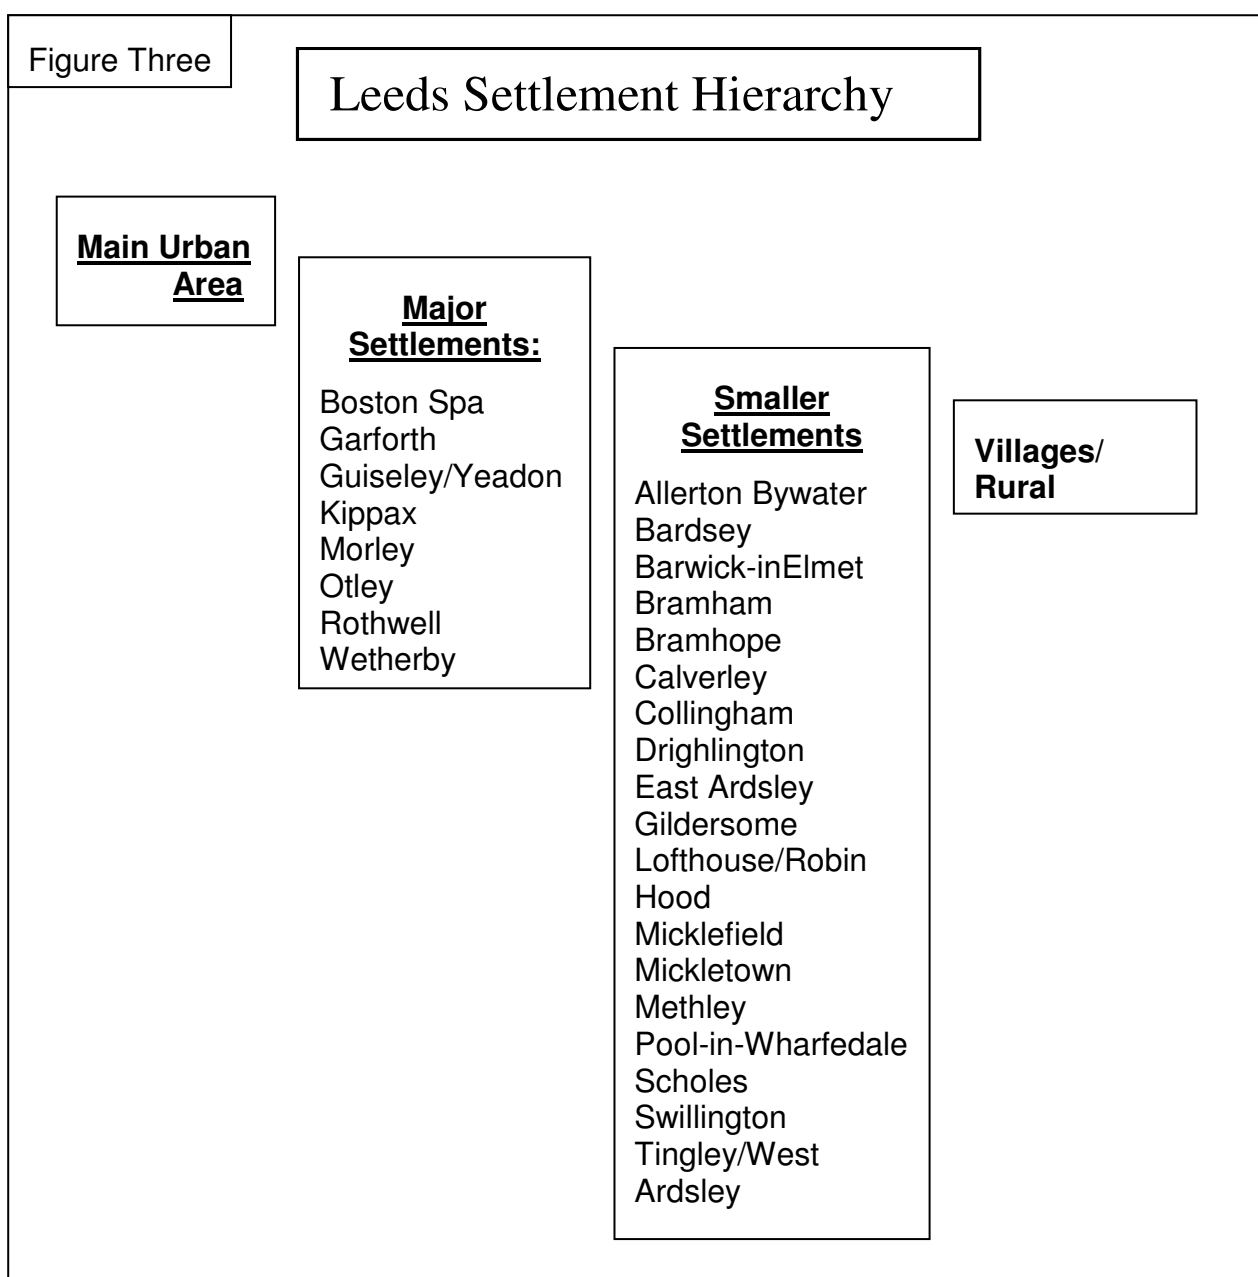 Figure Three
Leeds Settlement Hierarchy
Main Urban
Area
Major
Settlements:
Boston Spa
Garforth
Guiseley/Yeadon
Kippax
Morley
Otley
Rothwell
Wetherby
Smaller
Settlements
Allerton Bywater
Bardsey
Barwick-inElmet
Bramham
Bramhope
Calverley
Collingham
Drighlington
East Ardsley
Gildersome
Lofthouse/Robin
Hood
Micklefield
Mickletown
Methley
Pool-in-Wharfedale
Scholes
Swillington
Tingley/West
Ardsley
Villages/
Rural